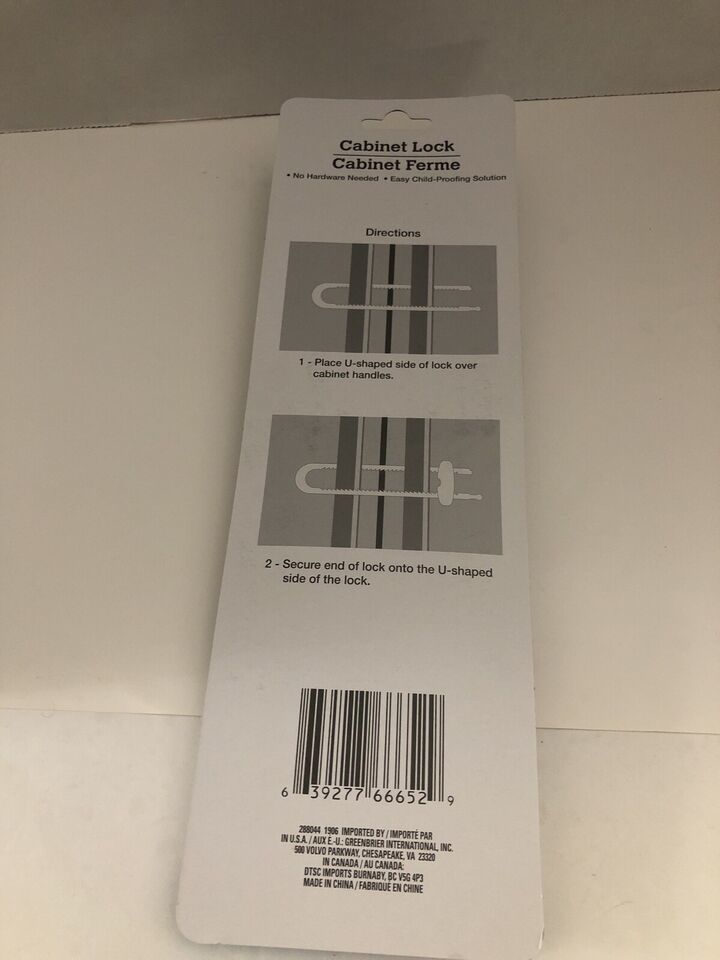 Cabinet Lock
Cabinet Ferme
• No Hardware Needed • Easy Child-Proofing Solution
Directions
1 - Place U-shaped side of lock over
cabinet handles.
2 - Secure end of lock onto the U-shaped
side of the lock.
6 39277 66652 9
288044 1906 IMPORTED BY / IMPORTÉ PAR
IN U.S.A. / AUX E.-U.: GREENBRIER INTERNATIONAL, INC.
500 VOLVO PARKWAY, CHESAPEAKE, VA 23320
IN CANADA / AU CANADA:
DTSC IMPORTS BURNABY, BC V5G 4P3
MADE IN CHINA / FABRIQUÉ EN CHINE